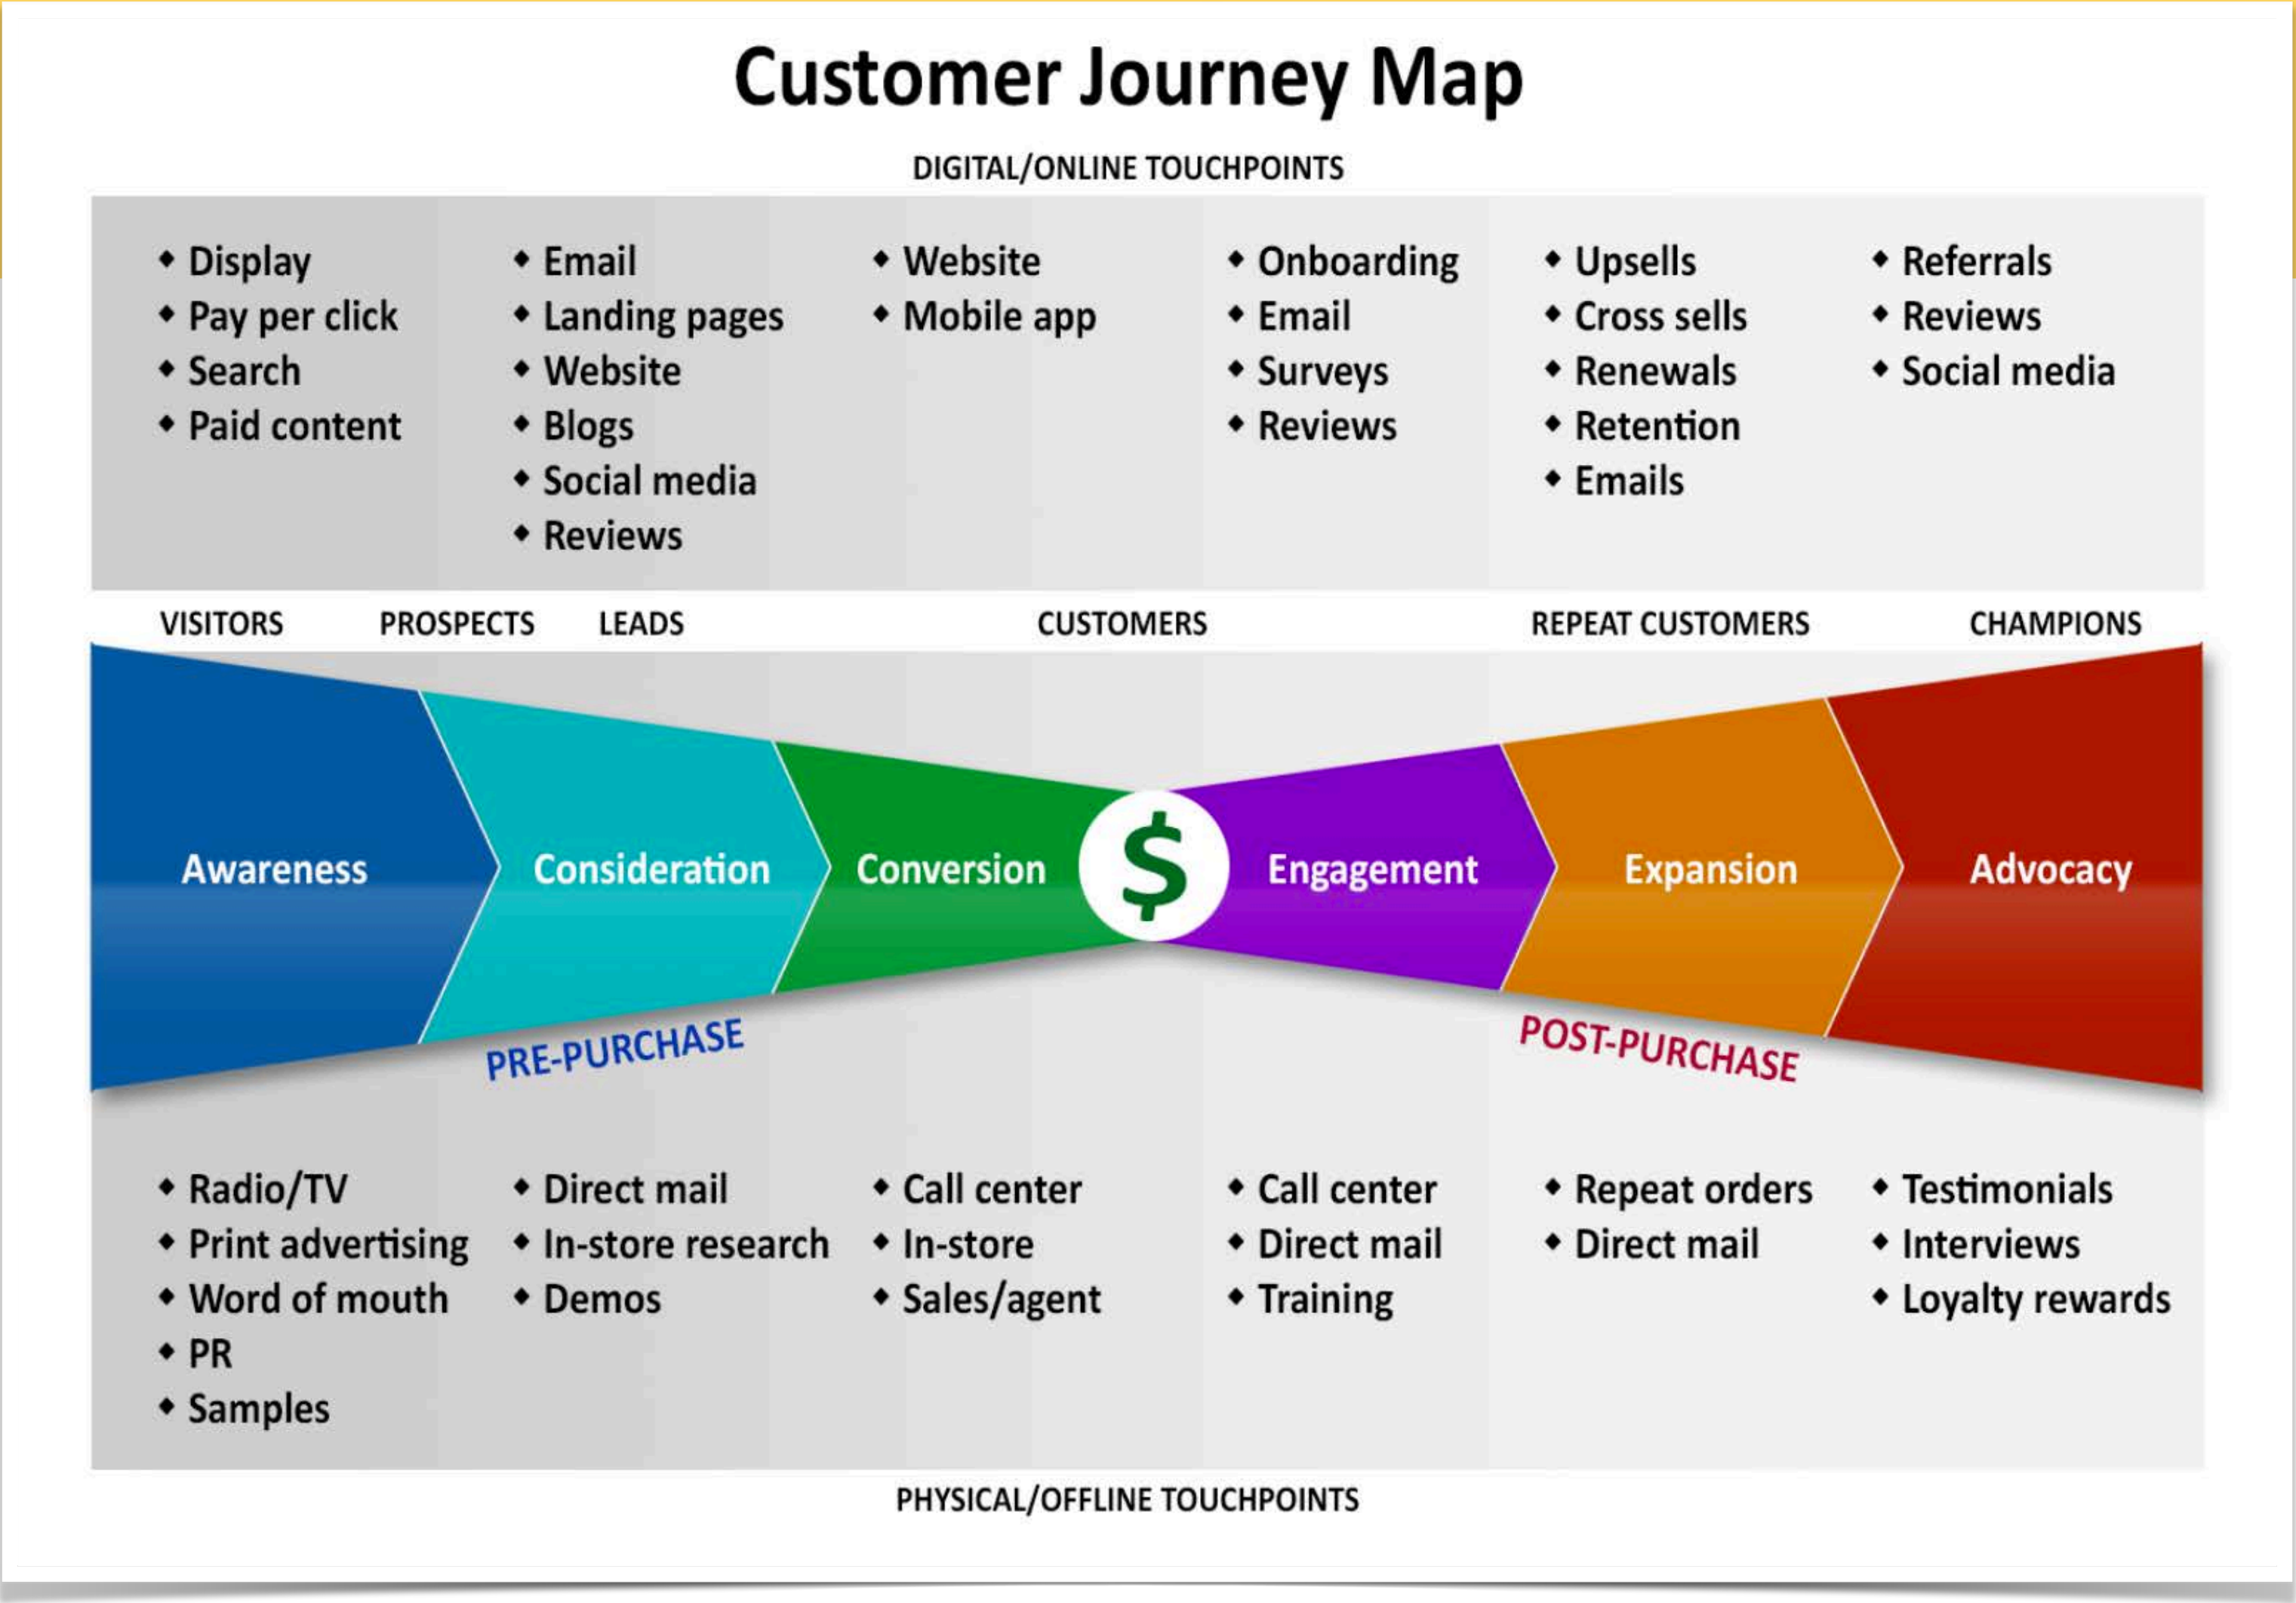 Customer Journey Map
DIGITAL/ONLINE TOUCHPOINTS
◆ Display
◆ Pay per click
◆ Search
◆ Paid content
◆ Email
◆ Landing pages
◆ Website
◆ Blogs
◆ Social media
◆ Reviews
◆ Website
◆ Mobile app
◆ Onboarding
◆ Email
◆ Surveys
◆ Reviews
◆ Upsells
◆ Cross sells
◆ Renewals
◆ Retention
◆ Emails
◆ Referrals
◆ Reviews
◆ Social media
VISITORS
PROSPECTS
LEADS
CUSTOMERS
REPEAT CUSTOMERS
CHAMPIONS
Awareness
Consideration
Conversion
$
Engagement
Expansion
Advocacy
PRE-PURCHASE
POST-PURCHASE
◆ Radio/TV
◆ Print advertising
◆ Word of mouth
◆ PR
◆ Samples
◆ Direct mail
◆ In-store research
◆ Demos
◆ Call center
◆ In-store
◆ Sales/agent
◆ Call center
◆ Direct mail
◆ Training
◆ Repeat orders
◆ Direct mail
◆ Testimonials
◆ Interviews
◆ Loyalty rewards
PHYSICAL/OFFLINE TOUCHPOINTS